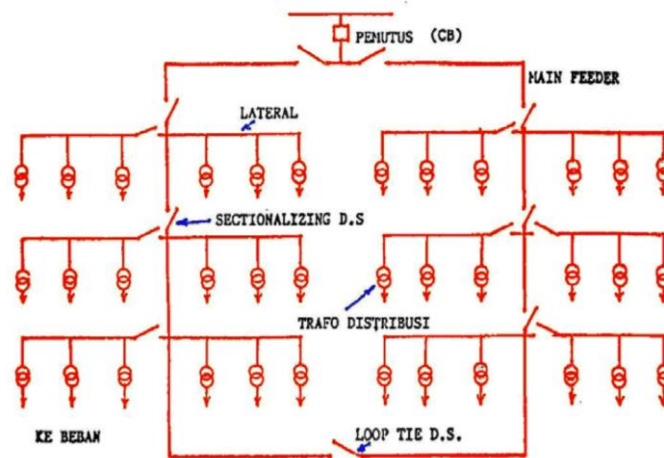 PEMUTUS (CB)
MAIN FEEDER
LATERAL
SECTIONALIZING D.S
TRAFO DISTRIBUSI
KE BEBAN
LOOP TIE D.S.